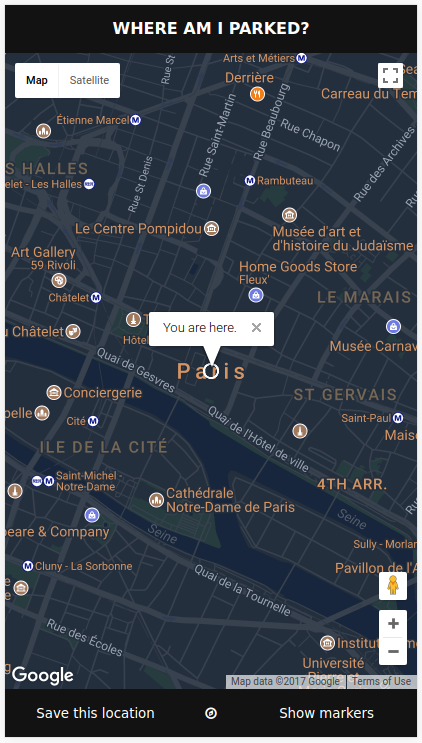 WHERE AM I PARKED?
Arts et Métiers
Map
Satellite
Derrière
Carreau du Tem
Rue St
Étienne Marcel
Rue Saint-Martin
Rue Beaubourg
Rue Chapon
Rue des Archives
S HALLES
elet - Les Halles
Rue St Denis
Rambuteau
Le Centre Pompidou
Musée d'art et
d'histoire du Judaïsme
Art Gallery
59 Rivoli
Home Goods Store
Fleux'
Châtelet
LE MARAIS
u Châtelet
Hôtel
You are here.
Musée Carnav
Paris
Quai de Gesvres
Conciergerie
ST GERVAIS
pelle
Cité
Quai de l'Hôtel de ville
Saint-Paul
Maiso
ILE DE LA CITÉ
Saint-Michel -
Notre-Dame
4TH ARR.
Cathédrale
Notre-Dame de Paris
Seine
Seine
peare & Company
Sully - Morlan
Cluny - La Sorbonne
Pavillon de l'A
Quai de la Tournelle
Rue des Écoles
Institut
Université
Google
Map data ©2017 Google
Terms of Use
Save this location
Show markers